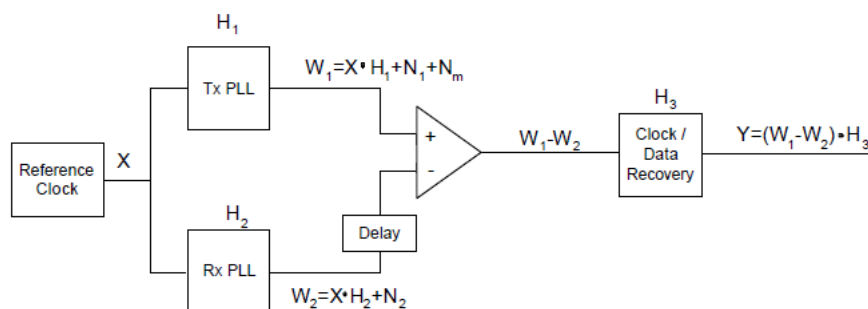 H₁
W₁=X•H₁+N₁+Nₘ
Tx PLL
H₃
+
X
W₁-W₂
Clock /
Data
Recovery
Y=(W₁-W₂)•H₃
Reference
Clock
-
H₂
Delay
Rx PLL
W₂=X•H₂+N₂